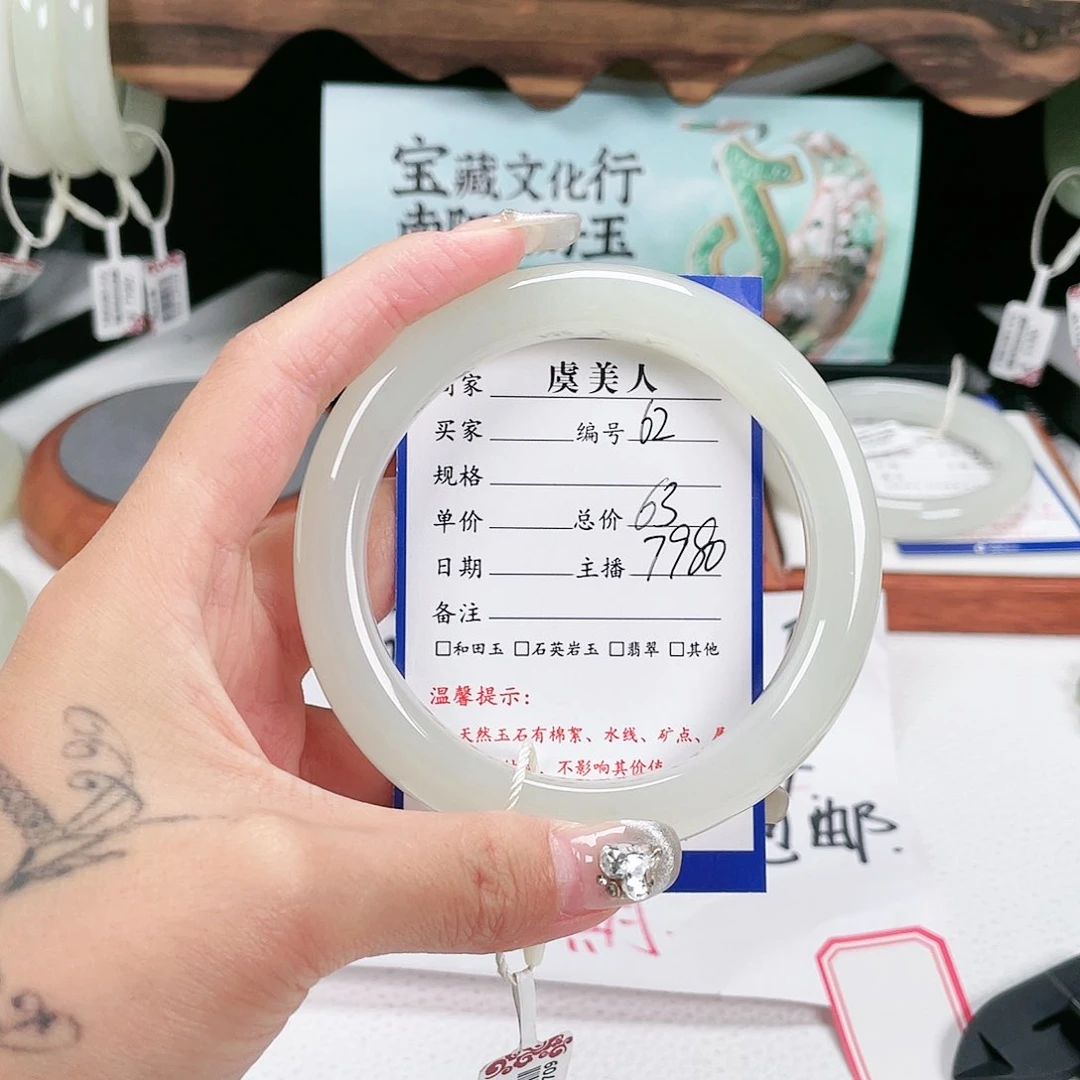 宝藏文化行
玉
家 虞美人
买家 编号 62
规格
单价 总价 63
日期 主播 7980
备注
□和田玉 □石英岩玉 □翡翠 □其他
温馨提示:
天然玉石有棉絮、水线、矿点、
不影响其价值
邮